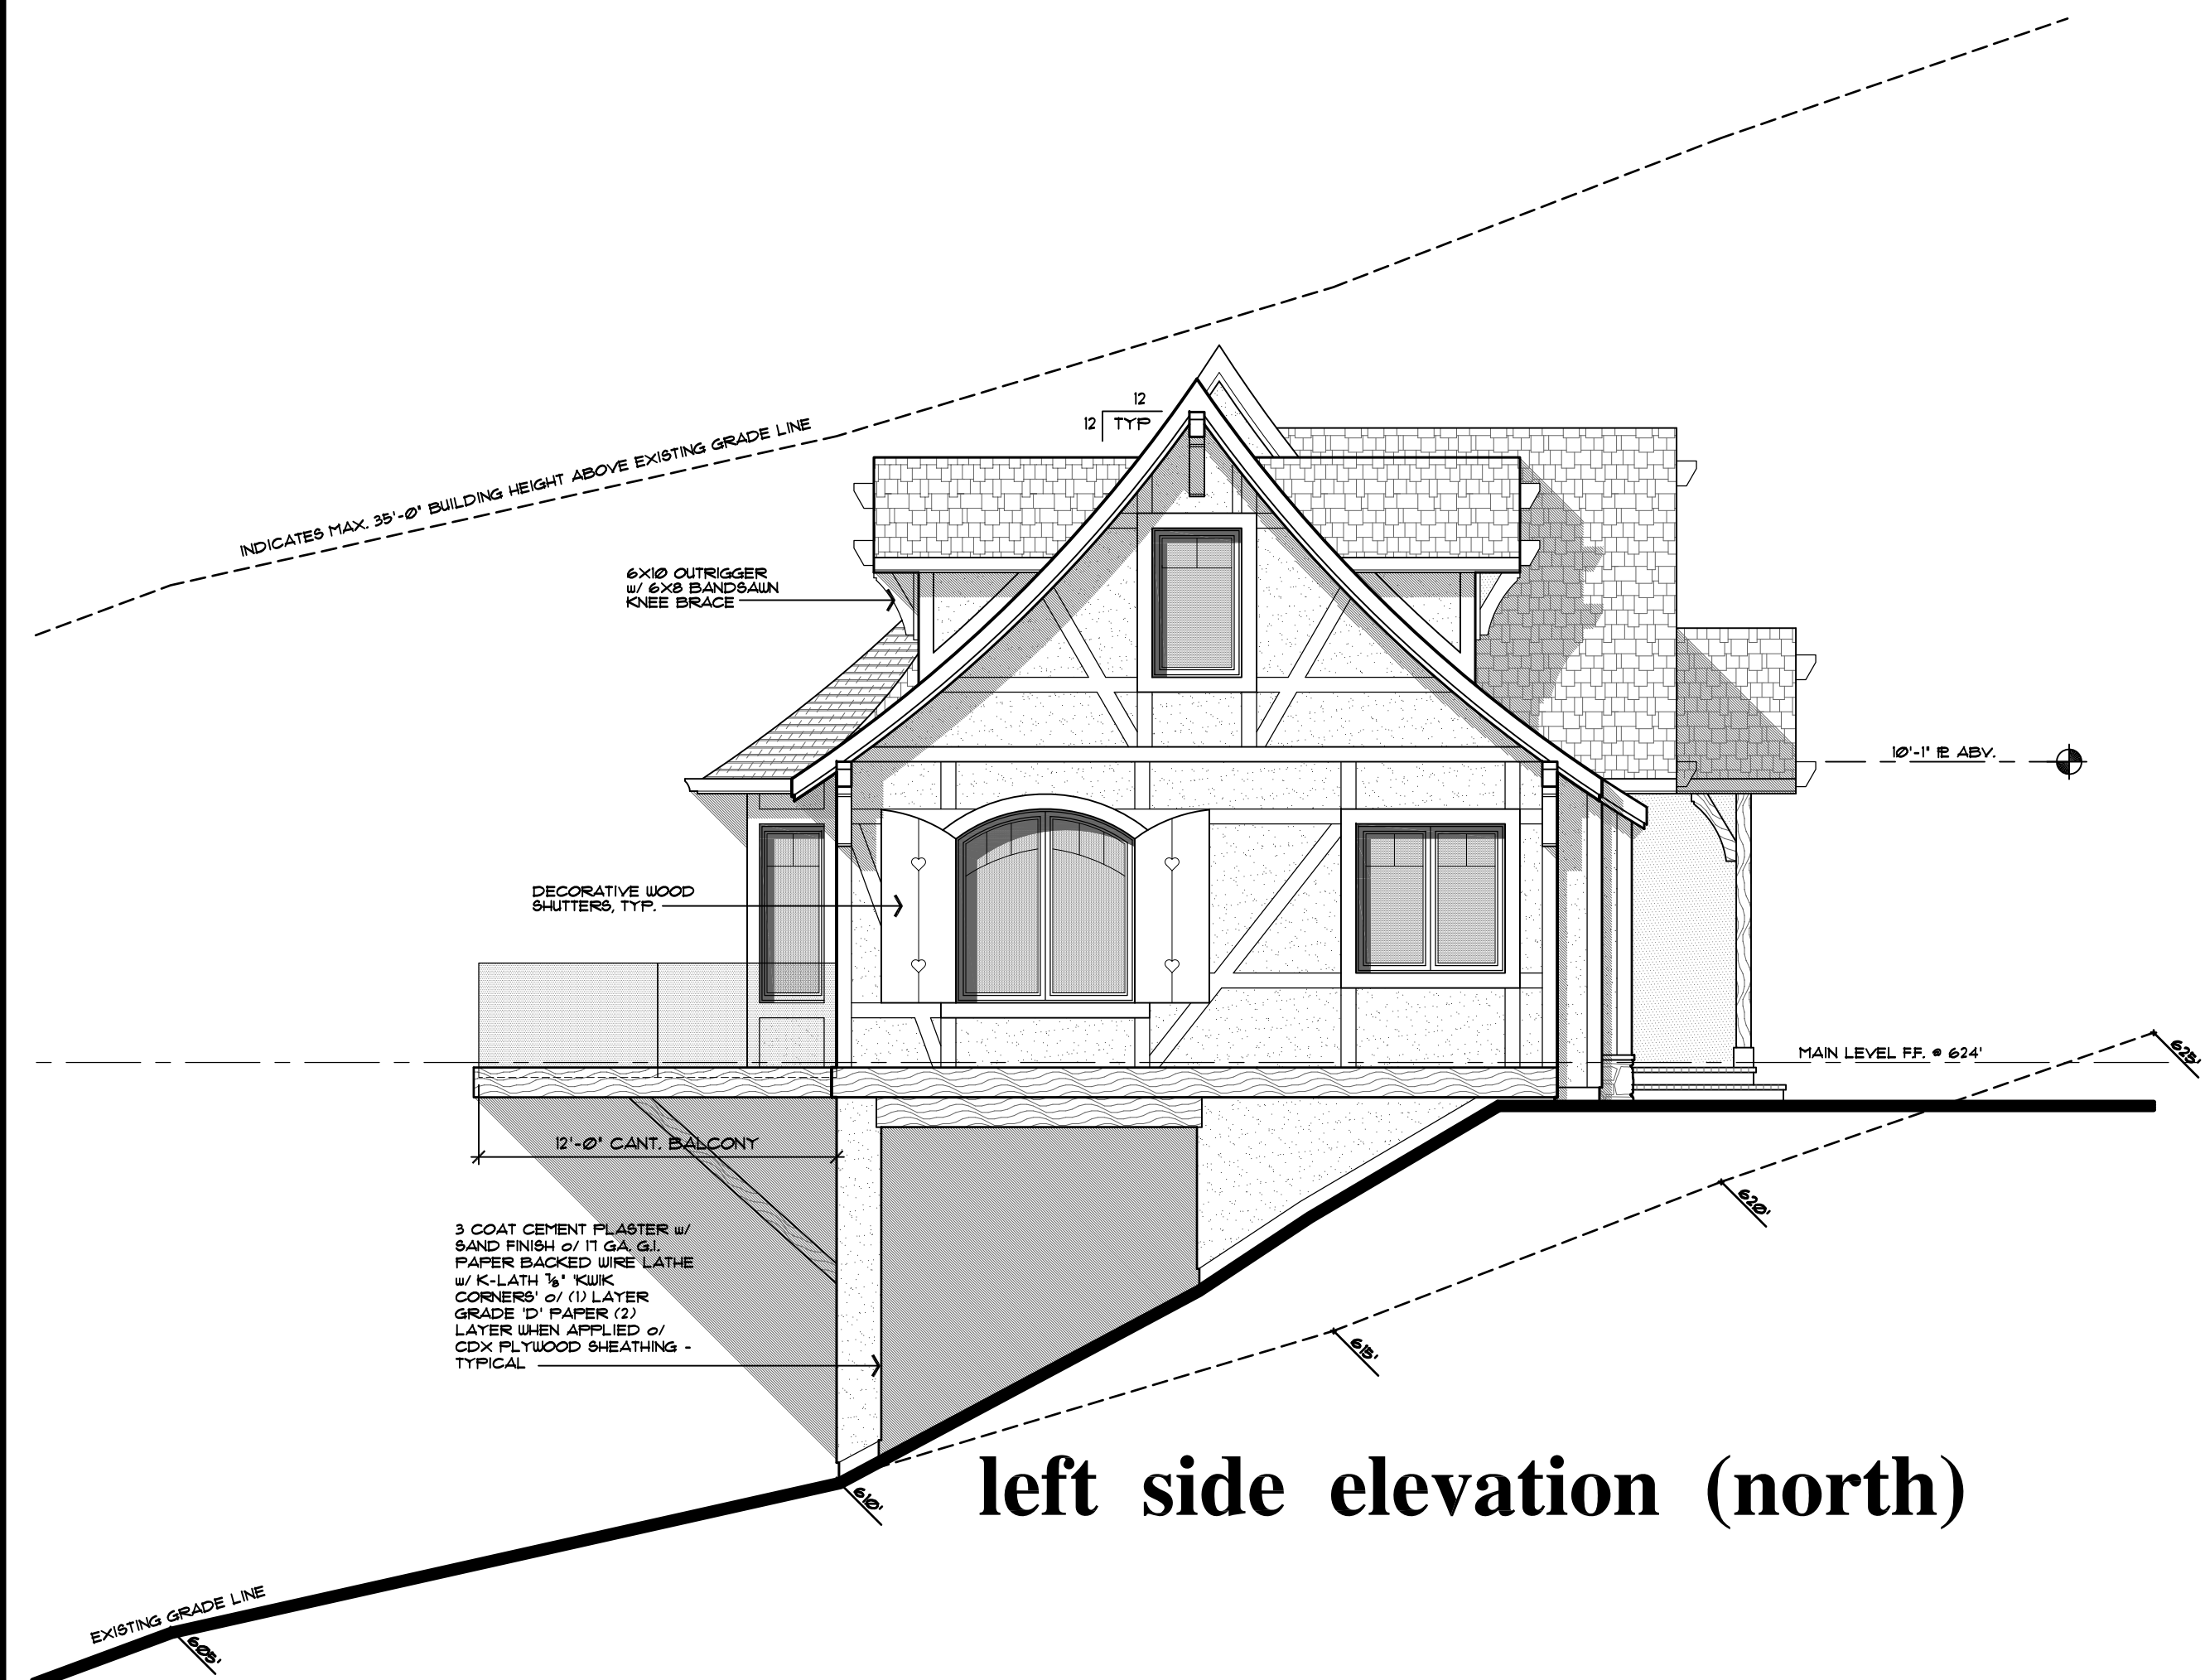 INDICATES MAX. 35'-0" BUILDING HEIGHT ABOVE EXISTING GRADE LINE
12
12 TYP
6X10 OUTRIGGER
w/ 6X8 BANDSAWN
KNEE BRACE
10'-1" PL ABV.
DECORATIVE WOOD
SHUTTERS, TYP.
MAIN LEVEL F.F. @ 624'
625'
12'-0" CANT. BALCONY
620'
3 COAT CEMENT PLASTER w/
SAND FINISH o/ 17 GA. G.I.
PAPER BACKED WIRE LATHE
w/ K-LATH 7/8" 'KWIK
CORNERS' o/ (1) LAYER
GRADE 'D' PAPER (2)
LAYER WHEN APPLIED o/
CDX PLYWOOD SHEATHING -
TYPICAL
615'
left side elevation (north)
610'
EXISTING GRADE LINE
605'